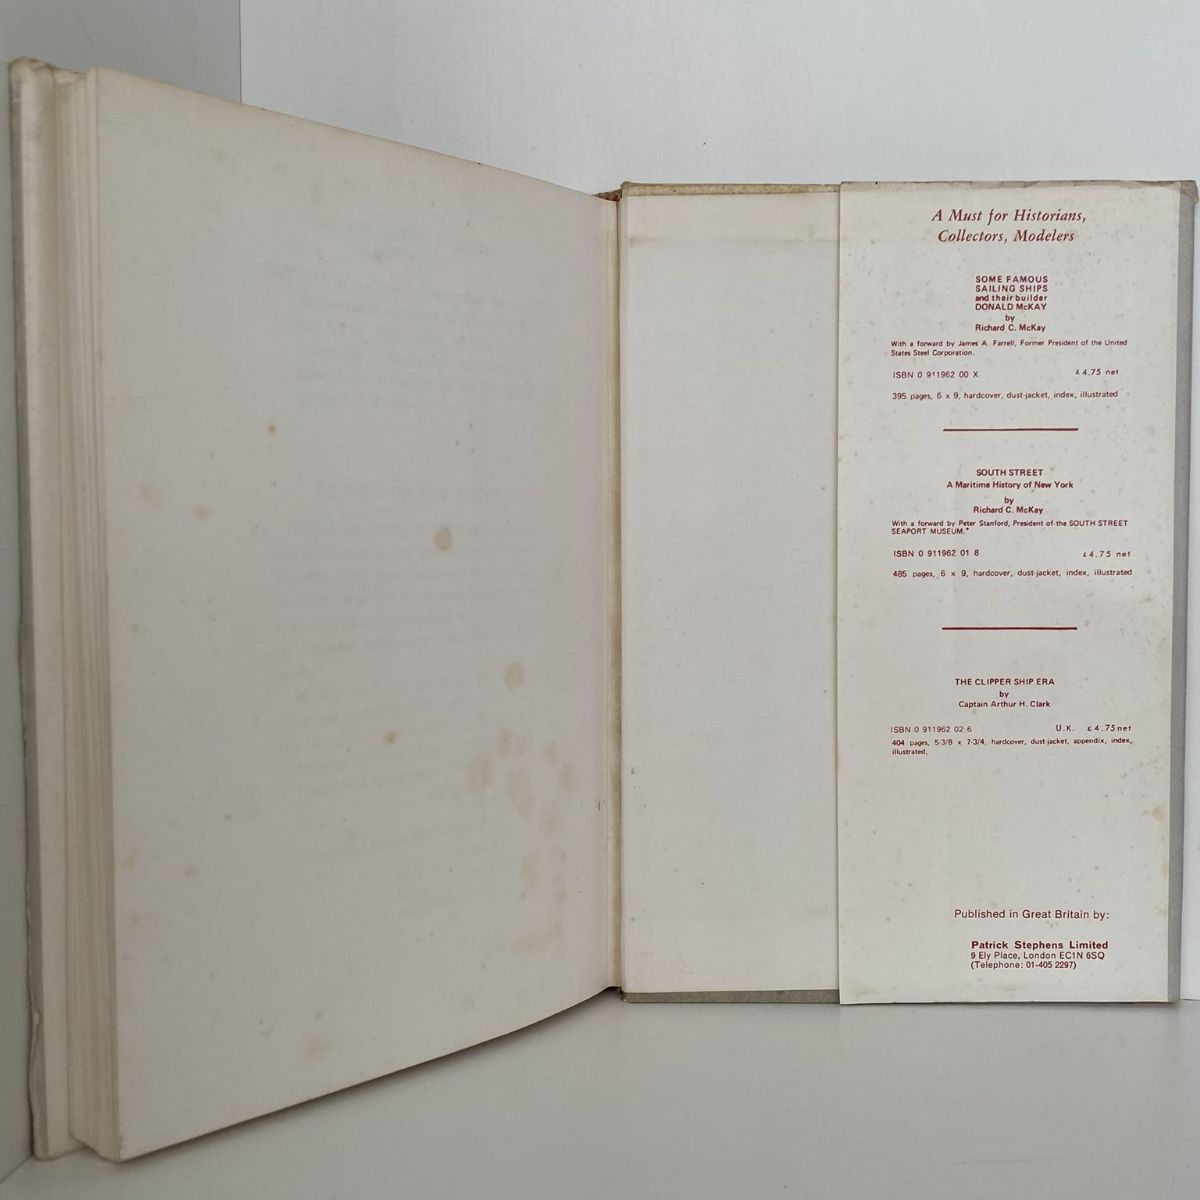 A Must for Historians,
Collectors, Modelers
SOME FAMOUS
SAILING SHIPS
and their builder
DONALD McKAY
by
Richard C. McKay
With a forward by James A. Farrell, Former President of the United
States Steel Corporation.
ISBN 0 911962 00 X £4.75 net
395 pages, 6 x 9, hardcover, dust-jacket, index, illustrated
SOUTH STREET
A Maritime History of New York
by
Richard C. McKay
With a forward by Peter Stanford, President of the SOUTH STREET
SEAPORT MUSEUM."
ISBN 0 911962 01 8 £4.75 net
485 pages, 6 x 9, hardcover, dust-jacket, index, illustrated
THE CLIPPER SHIP ERA
by
Captain Arthur H. Clark
ISBN 0 911962 02 6 U.K. £4.75 net
404 pages, 5-3/8 x 7-3/4, hardcover, dust-jacket, appendix, index,
illustrated,
Published in Great Britain by:
Patrick Stephens Limited
9 Ely Place, London EC1N 6SQ
(Telephone: 01-405 2297)